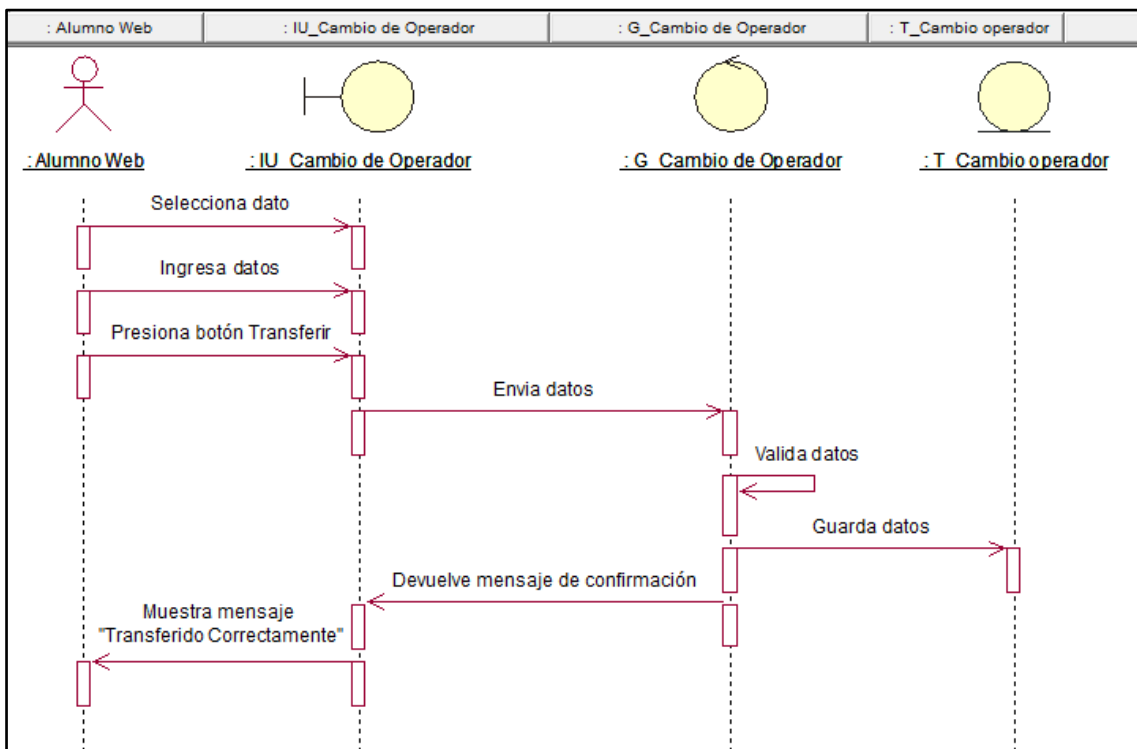 : Alumno Web
: IU_Cambio de Operador
: G_Cambio de Operador
: T_Cambio operador
: Alumno Web
: IU_Cambio de Operador
: G_Cambio de Operador
: T_Cambio operador
Selecciona dato
Ingresa datos
Presiona botón Transferir
Envia datos
Valida datos
Guarda datos
Devuelve mensaje de confirmación
Muestra mensaje
"Transferido Correctamente"